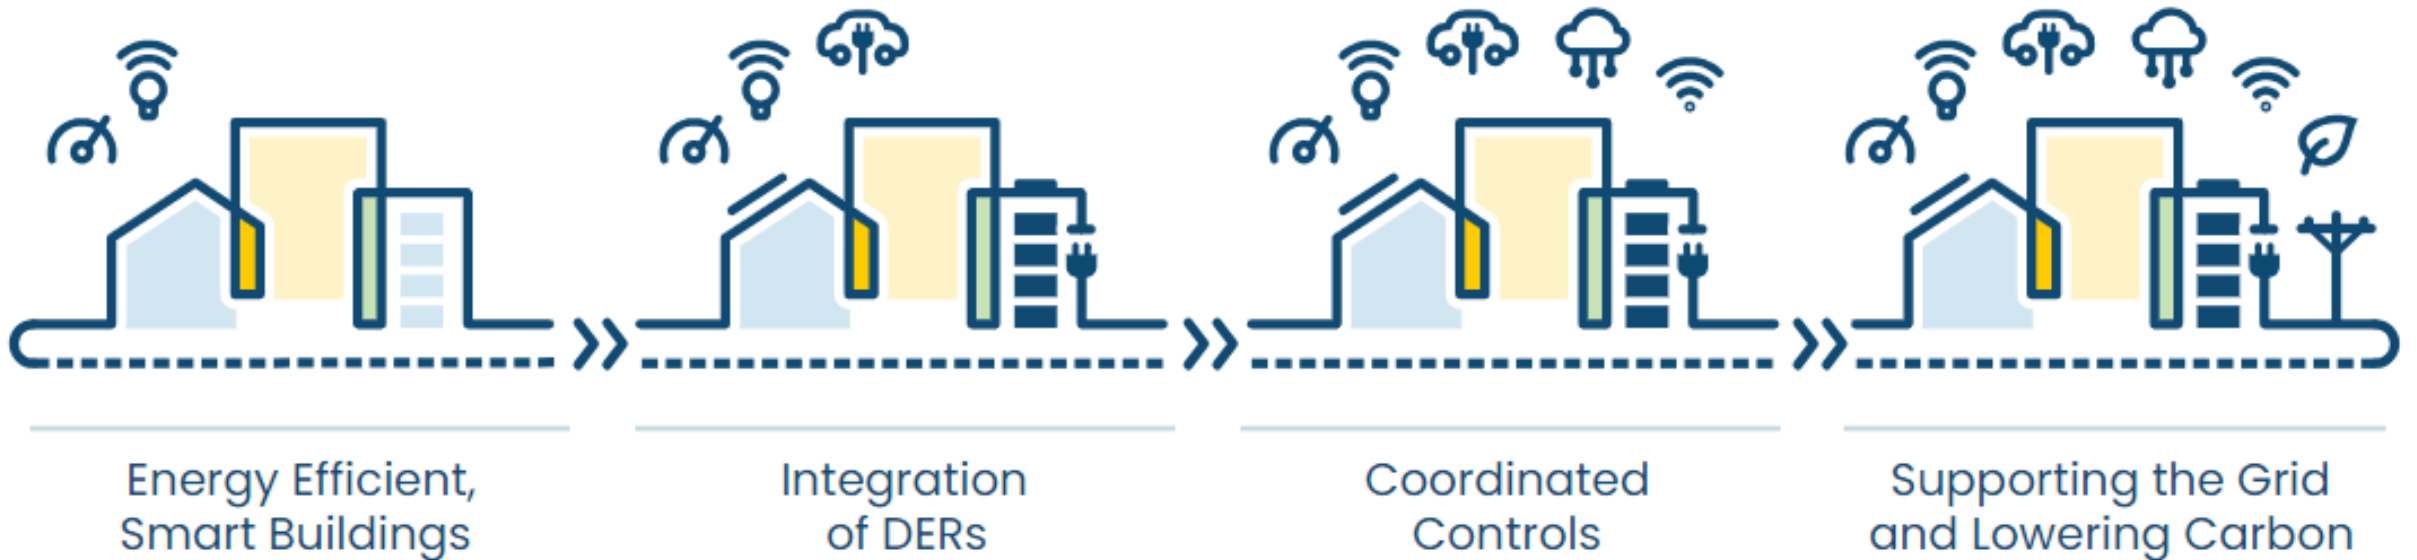 Energy Efficient,
Smart Buildings
Integration
of DERs
Coordinated
Controls
Supporting the Grid
and Lowering Carbon